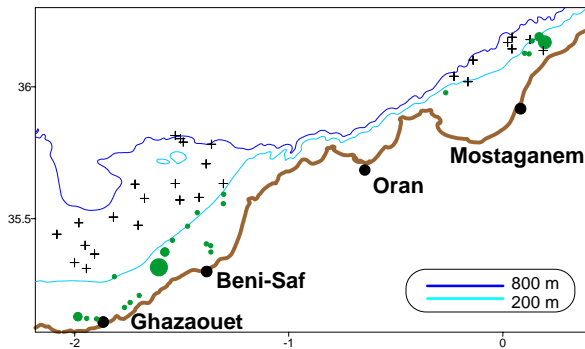 36
Mostaganem
Oran
35.5
Beni-Saf
800 m
200 m
Ghazaouet
-2
-1
0